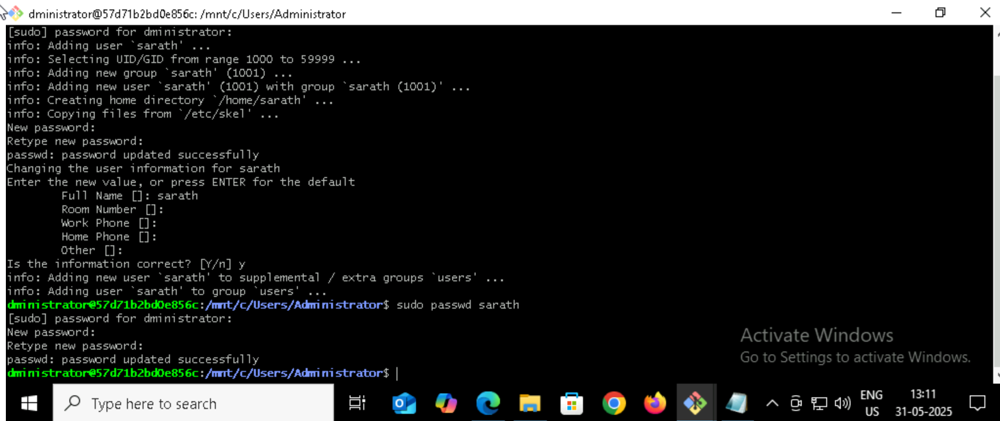 dministrator@57d71b2bd0e856c: /mnt/c/Users/Administrator
[sudo] password for dministrator:
info: Adding user `sarath' ...
info: Selecting UID/GID from range 1000 to 59999 ...
info: Adding new group `sarath' (1001) ...
info: Adding new user `sarath' (1001) with group `sarath (1001)' ...
info: Creating home directory `/home/sarath' ...
info: Copying files from `/etc/skel' ...
New password:
Retype new password:
passwd: password updated successfully
Changing the user information for sarath
Enter the new value, or press ENTER for the default
Full Name []: sarath
Room Number []:
Work Phone []:
Home Phone []:
Other []:
Is the information correct? [Y/n] y
info: Adding new user `sarath' to supplemental / extra groups `users' ...
info: Adding user `sarath' to group `users' ...
dministrator@57d71b2bd0e856c:/mnt/c/Users/Administrator$ sudo passwd sarath
[sudo] password for dministrator:
New password:
Retype new password:
passwd: password updated successfully
dministrator@57d71b2bd0e856c:/mnt/c/Users/Administrator$
Activate Windows
Go to Settings to activate Windows.
Type here to search
ENG
US
13:11
31-05-2025